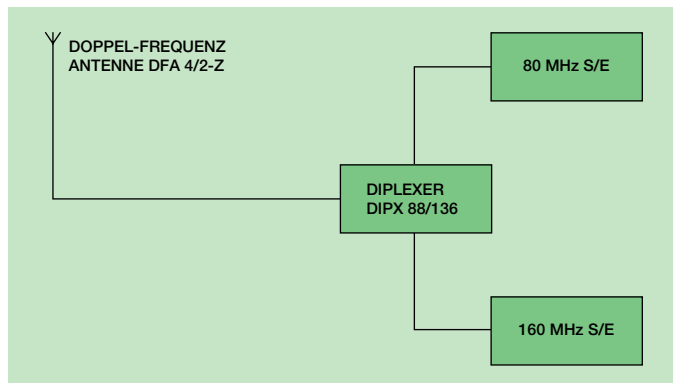 DOPPEL-FREQUENZ
ANTENNE DFA 4/2-Z
80 MHz S/E
DIPLEXER
DIPX 88/136
160 MHz S/E